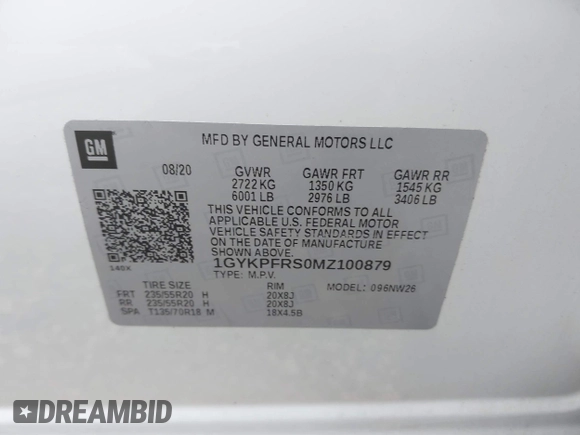 GM
MFD BY GENERAL MOTORS LLC
08/20 GVWR GAWR FRT GAWR RR
2722 KG 1350 KG 1545 KG
6001 LB 2976 LB 3406 LB
THIS VEHICLE CONFORMS TO ALL
APPLICABLE U.S. FEDERAL MOTOR
VEHICLE SAFETY STANDARDS IN
EFFECT ON THE DATE OF MANUFACTURE
SHOWN ABOVE.
1GYKPFRS0MZ100879
140X TYPE: M.P.V. MODEL: 096NW26
TIRE SIZE RIM
FRT 235/55R20 H 20X8J
RR 235/55R20 H 20X8J
SPA T135/70R18 M 18X4.5B
DREAMBID